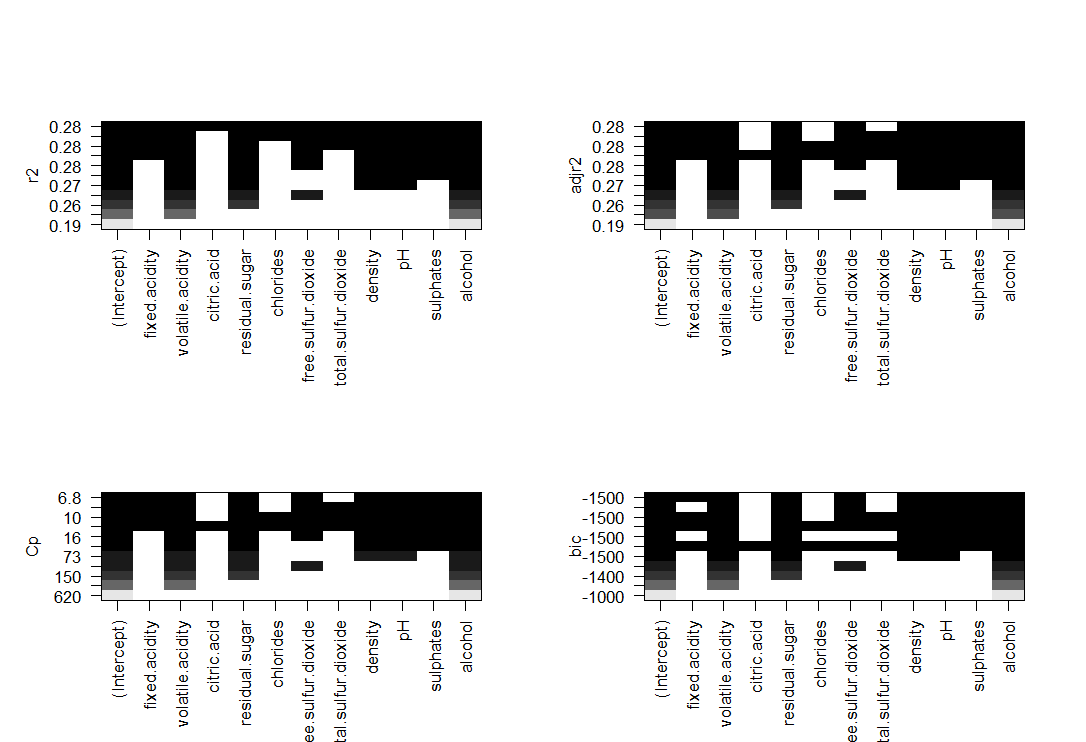 r2
0.28
0.28
0.28
0.27
0.26
0.19
(Intercept)
fixed.acidity
volatile.acidity
citric.acid
residual.sugar
chlorides
free.sulfur.dioxide
total.sulfur.dioxide
density
pH
sulphates
alcohol
adjr2
0.28
0.28
0.28
0.27
0.26
0.19
(Intercept)
fixed.acidity
volatile.acidity
citric.acid
residual.sugar
chlorides
free.sulfur.dioxide
total.sulfur.dioxide
density
pH
sulphates
alcohol
Cp
6.8
10
16
73
150
620
(Intercept)
fixed.acidity
volatile.acidity
citric.acid
residual.sugar
chlorides
ee.sulfur.dioxide
tal.sulfur.dioxide
density
pH
sulphates
alcohol
bic
-1500
-1500
-1500
-1500
-1400
-1000
(Intercept)
fixed.acidity
volatile.acidity
citric.acid
residual.sugar
chlorides
ee.sulfur.dioxide
tal.sulfur.dioxide
density
pH
sulphates
alcohol